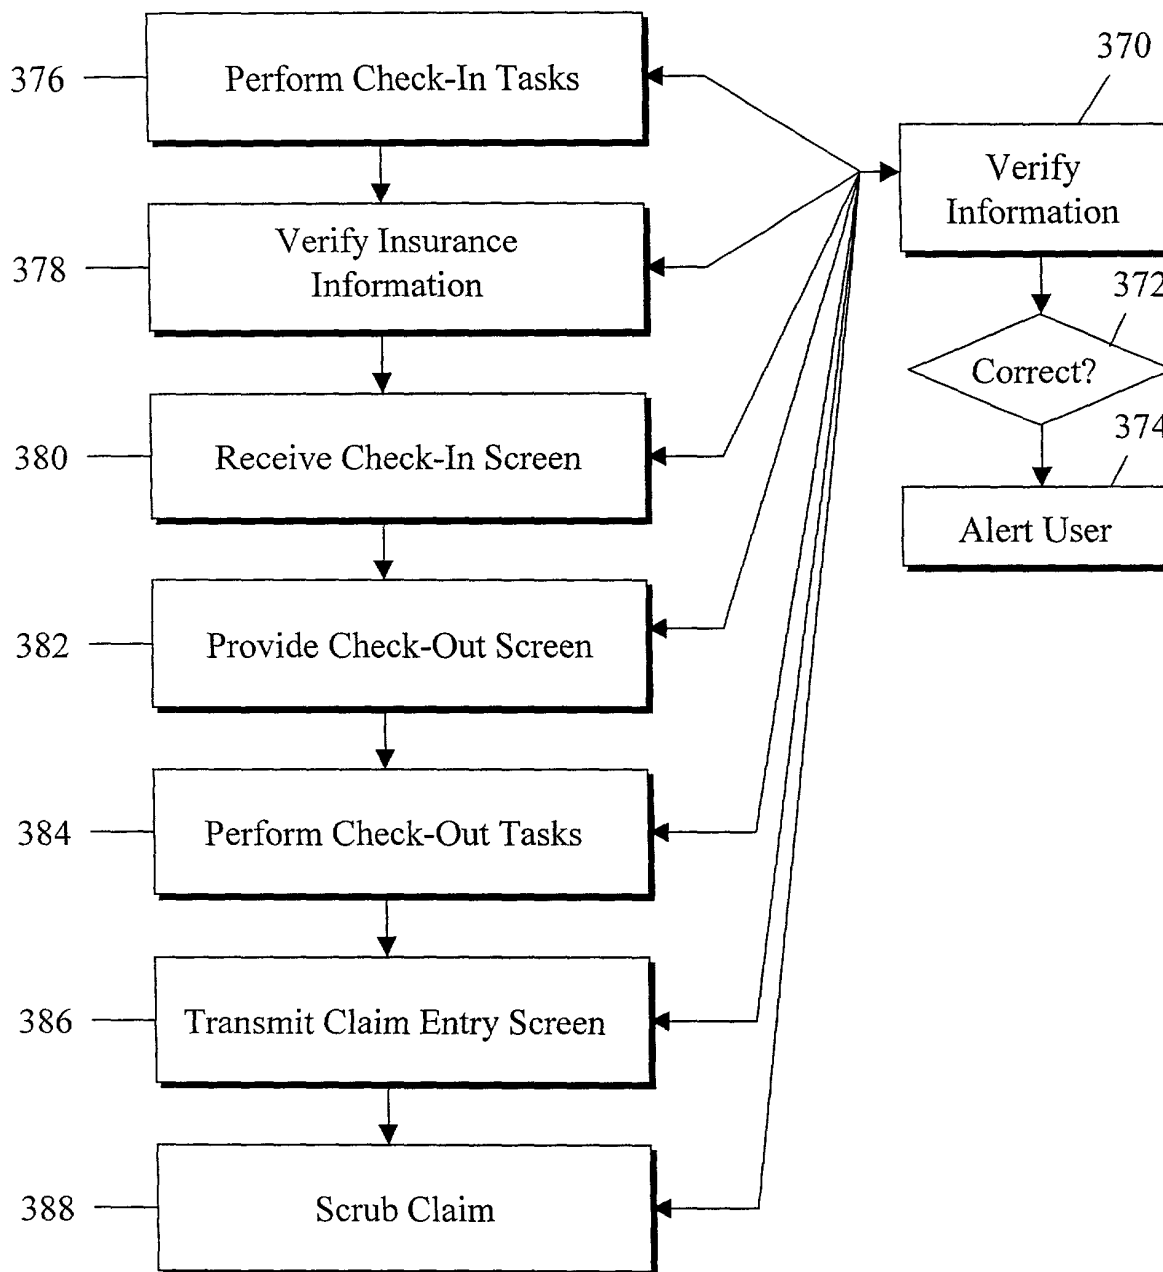 376
Perform Check-In Tasks
370
Verify
Information
378
Verify Insurance
Information
372
Correct?
380
Receive Check-In Screen
374
Alert User
382
Provide Check-Out Screen
384
Perform Check-Out Tasks
386
Transmit Claim Entry Screen
388
Scrub Claim